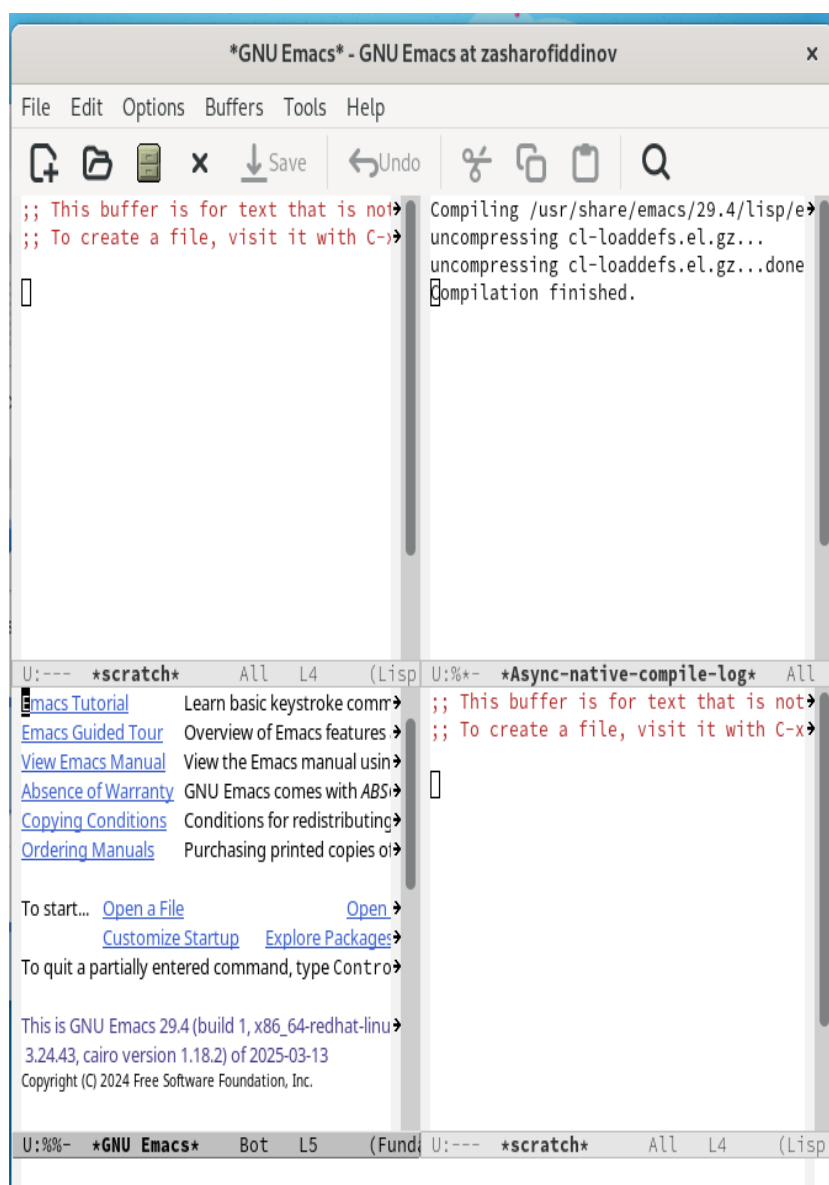 *GNU Emacs* - GNU Emacs at zasharofiddinov
File Edit Options Buffers Tools Help
Save Undo
;; This buffer is for text that is not
;; To create a file, visit it with C-x
U:--- *scratch* All L4 (Lisp
Compiling /usr/share/emacs/29.4/lisp/e
uncompressing cl-loaddefs.el.gz...
uncompressing cl-loaddefs.el.gz...done
Compilation finished.
U:%*- *Async-native-compile-log* All
Emacs Tutorial Learn basic keystroke comm
Emacs Guided Tour Overview of Emacs features
View Emacs Manual View the Emacs manual usin
Absence of Warranty GNU Emacs comes with ABS
Copying Conditions Conditions for redistributing
Ordering Manuals Purchasing printed copies of
To start... Open a File Open
Customize Startup Explore Packages
To quit a partially entered command, type Contro
This is GNU Emacs 29.4 (build 1, x86_64-redhat-linu
3.24.43, cairo version 1.18.2) of 2025-03-13
Copyright (C) 2024 Free Software Foundation, Inc.
U:%%- *GNU Emacs* Bot L5 (Funda
;; This buffer is for text that is not
;; To create a file, visit it with C-x
U:--- *scratch* All L4 (Lisp